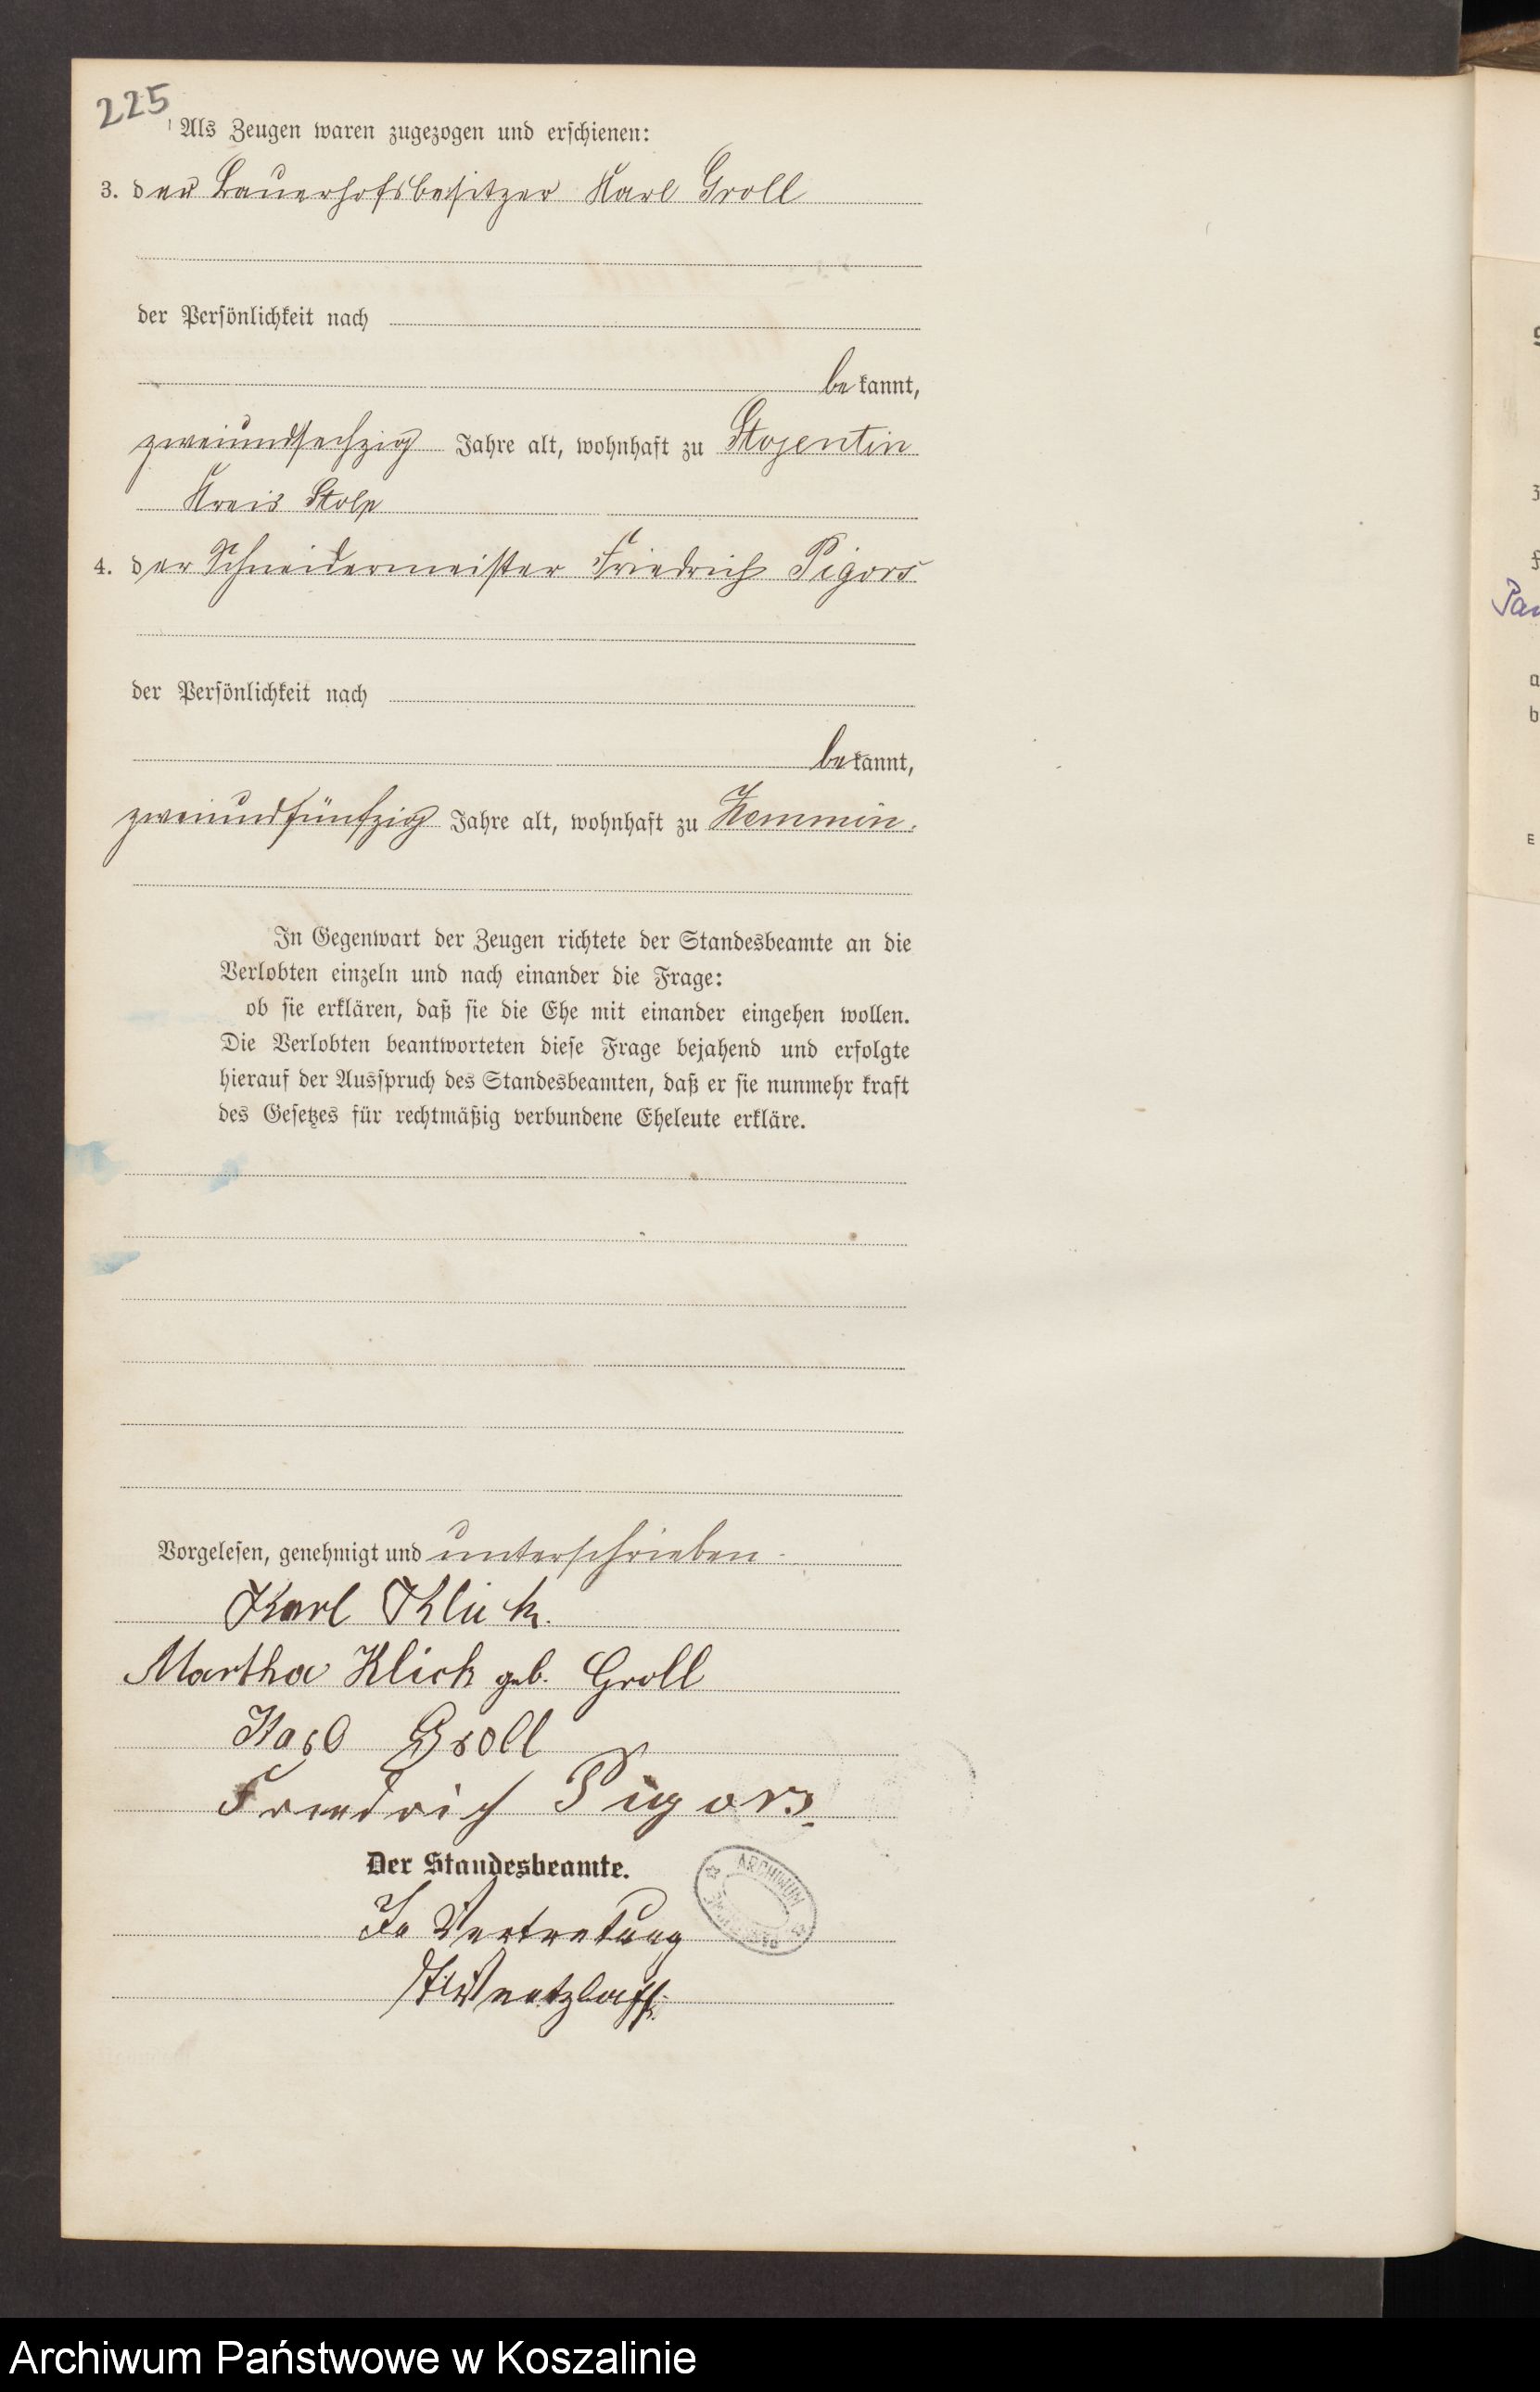 225
Als Zeugen waren zugezogen und erschienen:
3. der Bauerhofsbesitzer Karl Groll
der Persönlichkeit nach
bekannt,
zweiundsechzig Jahre alt, wohnhaft zu Stojentin
Kreis Stolp
4. der Schneidermeister Friedrich Pigors
der Persönlichkeit nach
bekannt,
zweiundfünfzig Jahre alt, wohnhaft zu Zemmin.
In Gegenwart der Zeugen richtete der Standesbeamte an die
Verlobten einzeln und nach einander die Frage:
ob sie erklären, daß sie die Ehe mit einander eingehen wollen.
Die Verlobten beantworteten diese Frage bejahend und erfolgte
hierauf der Ausspruch des Standesbeamten, daß er sie nunmehr kraft
des Gesetzes für rechtmäßig verbundene Eheleute erkläre.
Vorgelesen, genehmigt und unterschrieben.
Karl Klick.
Martha Klick geb. Groll
Karl Groll
Friedrich Pigors.
Der Standesbeamte.
In Vertretung
Wentzlaff.
ARCHIWUM
Pa
Archiwum Państwowe w Koszalinie